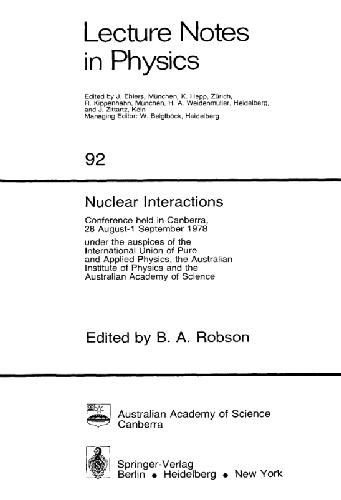 Lecture Notes
in Physics
Edited by J. Ehlers, München, K. Hepp, Zürich,
R. Kippenhahn, München, H. A. Weidenmüller, Heidelberg,
and J. Zittartz, Köln
Managing Editor: W. Beiglböck, Heidelberg
92
Nuclear Interactions
Conference held in Canberra,
28 August-1 September 1978
under the auspices of the
International Union of Pure
and Applied Physics, the Australian
Institute of Physics and the
Australian Academy of Science
Edited by B. A. Robson
Australian Academy of Science
Canberra
Springer-Verlag
Berlin • Heidelberg • New York